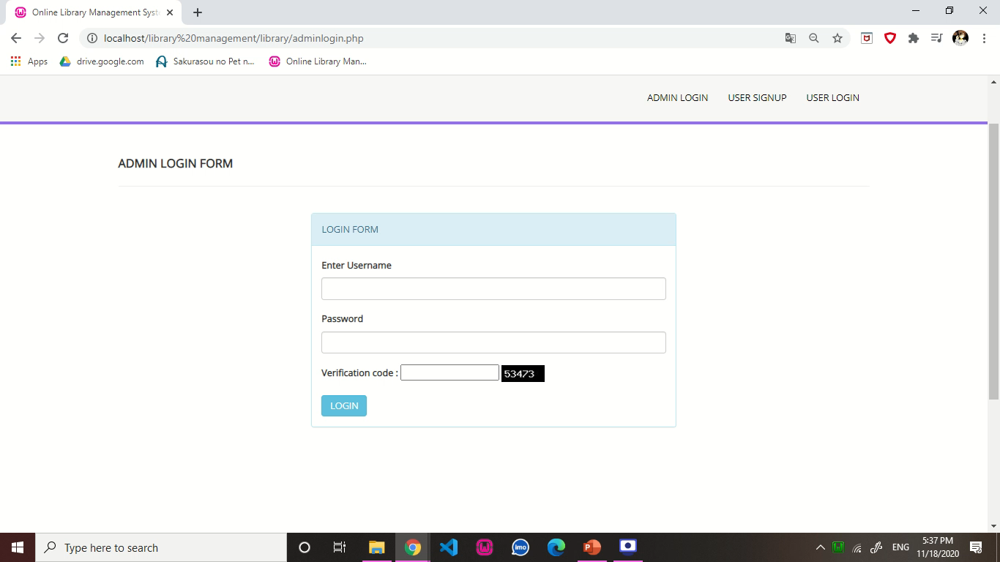 Online Library Management Syst
localhost/library%20management/library/adminlogin.php
Apps drive.google.com Sakurasou no Pet n... Online Library Man...
ADMIN LOGIN USER SIGNUP USER LOGIN
ADMIN LOGIN FORM
LOGIN FORM
Enter Username
Password
Verification code : 53473
LOGIN
Type here to search
imo
P
ENG
5:37 PM
11/18/2020